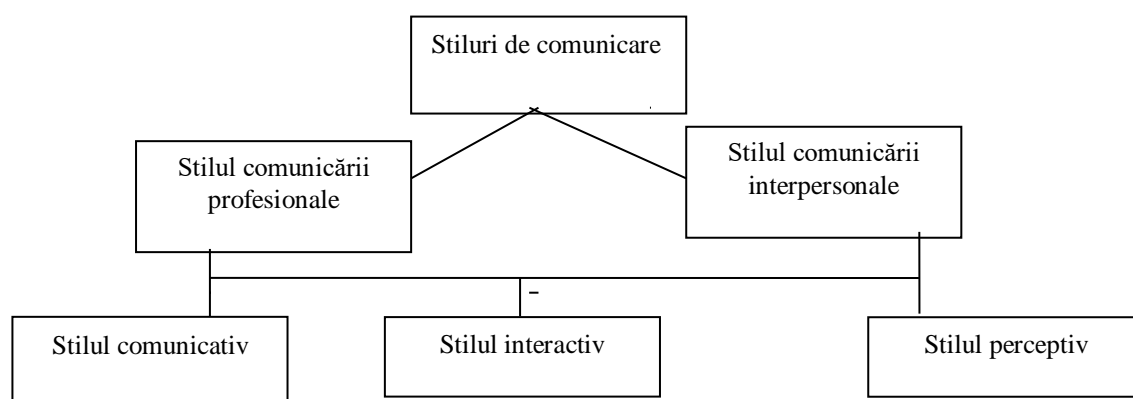 Stiluri de comunicare
Stilul comunicării
profesionale
Stilul comunicării
interpersonale
Stilul comunicativ
Stilul interactiv
Stilul perceptiv